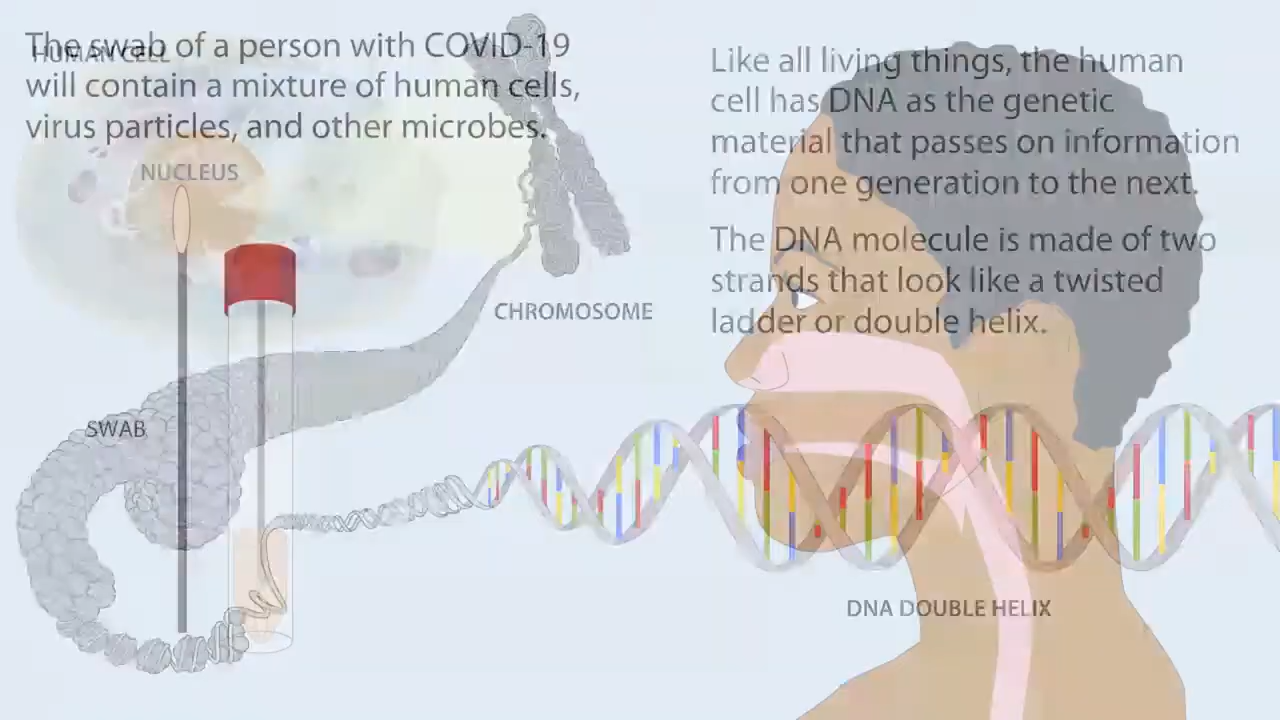 The swab of a person with COVID-19
will contain a mixture of human cells,
virus particles, and other microbes.
HUMAN CELL
NUCLEUS
CHROMOSOME
SWAB
Like all living things, the human
cell has DNA as the genetic
material that passes on information
from one generation to the next.
The DNA molecule is made of two
strands that look like a twisted
ladder or double helix.
DNA DOUBLE HELIX